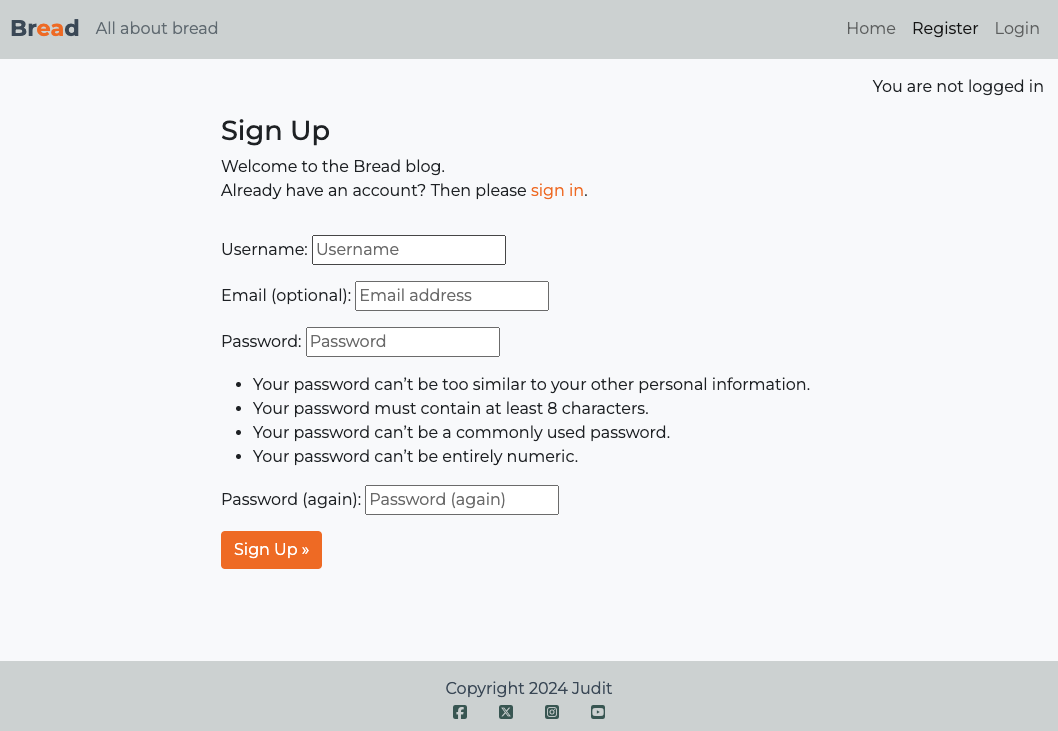 Bread All about bread Home Register Login
You are not logged in
Sign Up
Welcome to the Bread blog.
Already have an account? Then please sign in.
Username: Username
Email (optional): Email address
Password: Password
• Your password can’t be too similar to your other personal information.
• Your password must contain at least 8 characters.
• Your password can’t be a commonly used password.
• Your password can’t be entirely numeric.
Password (again): Password (again)
Sign Up »
Copyright 2024 Judit